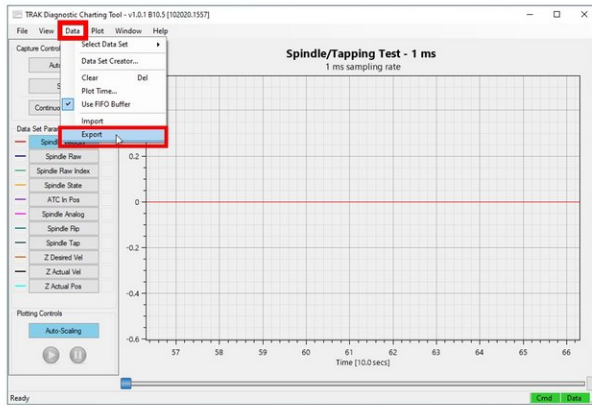 TRAK Diagnostic Charting Tool - v1.0.1 B10.5 [102020.1557]
File View Data Plot Window Help
Capture Control
Select Data Set
Data Set Creator...
Clear Del
Plot Time...
Use FIFO Buffer
Import
Export
Spindle/Tapping Test - 1 ms
1 ms sampling rate
Spindle Raw
Spindle Raw Index
Spindle State
ATC In Pos
Spindle Analog
Spindle Rip
Spindle Tap
Z Desired Vel
Z Actual Vel
Z Actual Pos
Plotting Controls
Auto-Scaling
0.2
0
-0.2
-0.4
-0.6
57 58 59 60 61 62 63 64 65 66
Time [10.0 secs]
Ready
Cmd Data